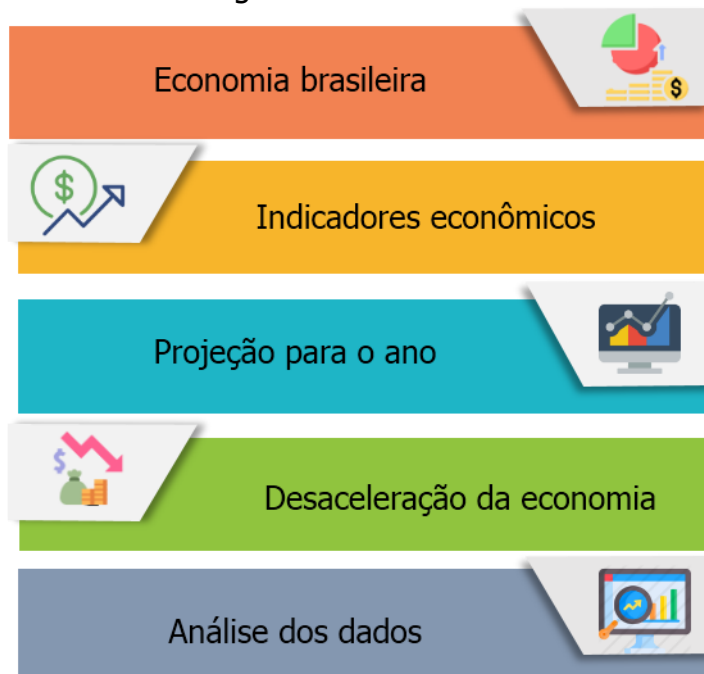 Economia brasileira
Indicadores econômicos
Projeção para o ano
Desaceleração da economia
Análise dos dados